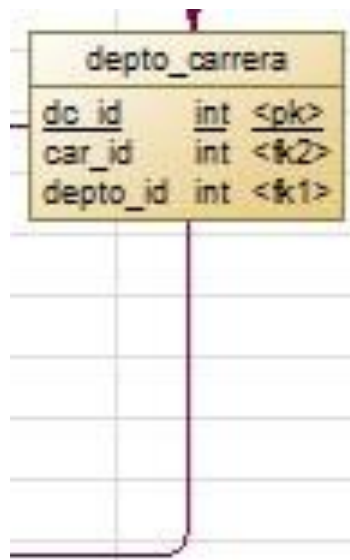 depto_carrera
dc_id int <pk>
car_id int <fk2>
depto_id int <fk1>